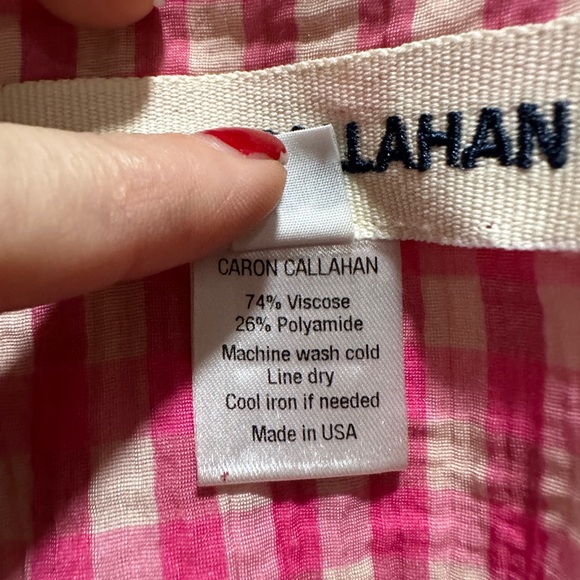 LAHAN
CARON CALLAHAN
74% Viscose
26% Polyamide
Machine wash cold
Line dry
Cool iron if needed
Made in USA